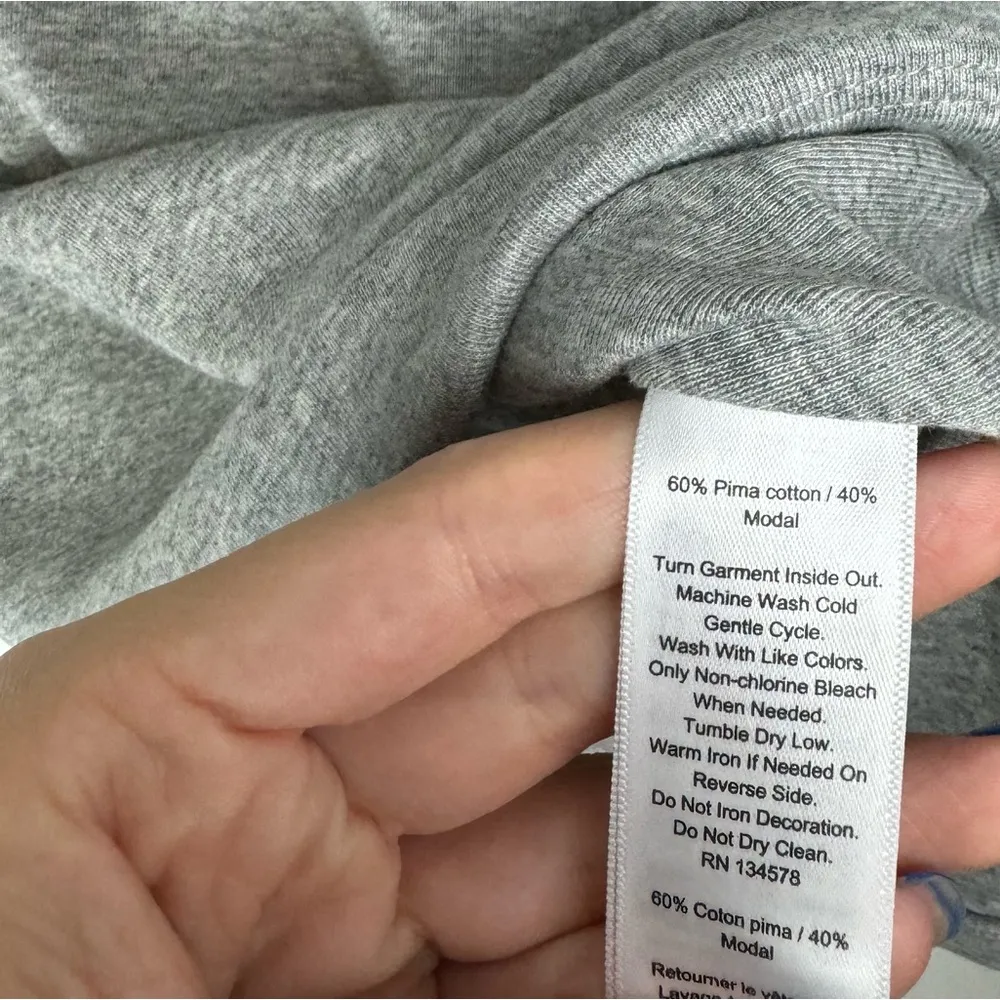 60% Pima cotton / 40%
Modal
Turn Garment Inside Out.
Machine Wash Cold
Gentle Cycle.
Wash With Like Colors.
Only Non-chlorine Bleach
When Needed.
Tumble Dry Low.
Warm Iron If Needed On
Reverse Side.
Do Not Iron Decoration.
Do Not Dry Clean.
RN 134578
60% Coton pima / 40%
Modal
Retourner le